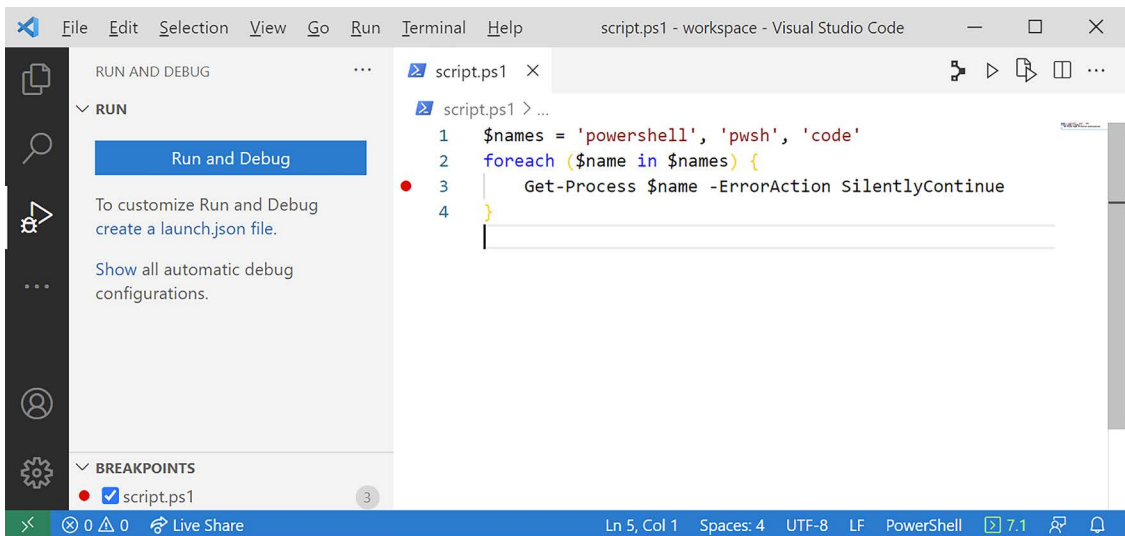 File Edit Selection View Go Run Terminal Help script.ps1 - workspace - Visual Studio Code
RUN AND DEBUG
RUN
Run and Debug
To customize Run and Debug
create a launch.json file.
Show all automatic debug
configurations.
BREAKPOINTS
script.ps1 3
script.ps1
script.ps1 > ...
1 $names = 'powershell', 'pwsh', 'code'
2 foreach ($name in $names) {
3 Get-Process $name -ErrorAction SilentlyContinue
4 }
0 0 Live Share Ln 5, Col 1 Spaces: 4 UTF-8 LF PowerShell 7.1